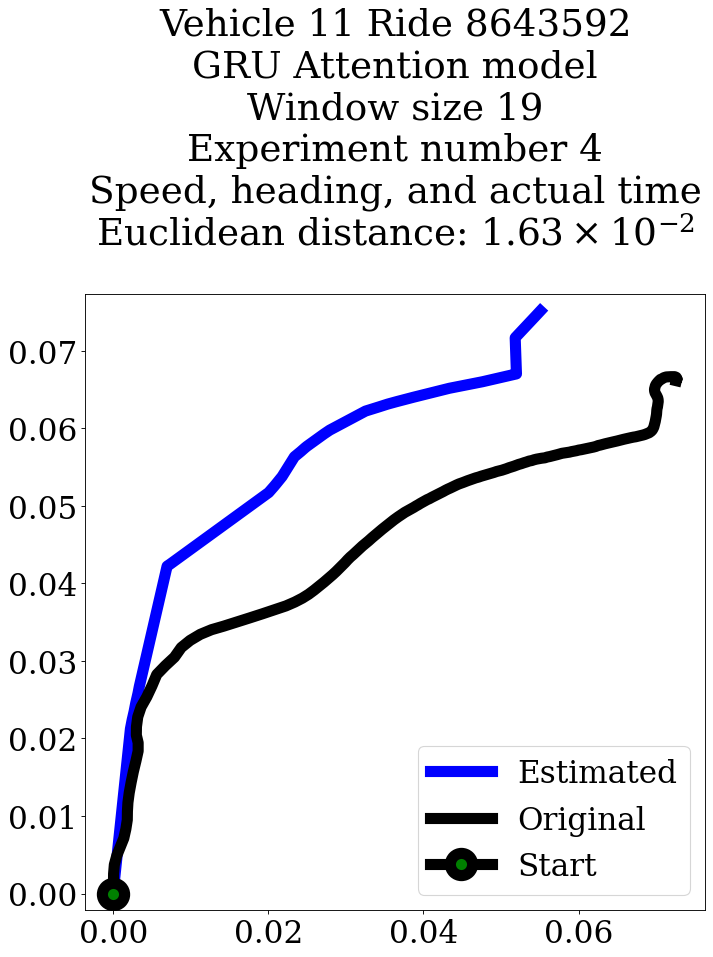 Vehicle 11 Ride 8643592
GRU Attention model
Window size 19
Experiment number 4
Speed, heading, and actual time
Euclidean distance: 1.63 × 10⁻²
0.07
0.06
0.05
0.04
0.03
0.02
0.01
0.00
Estimated
Original
Start
0.00 0.02 0.04 0.06